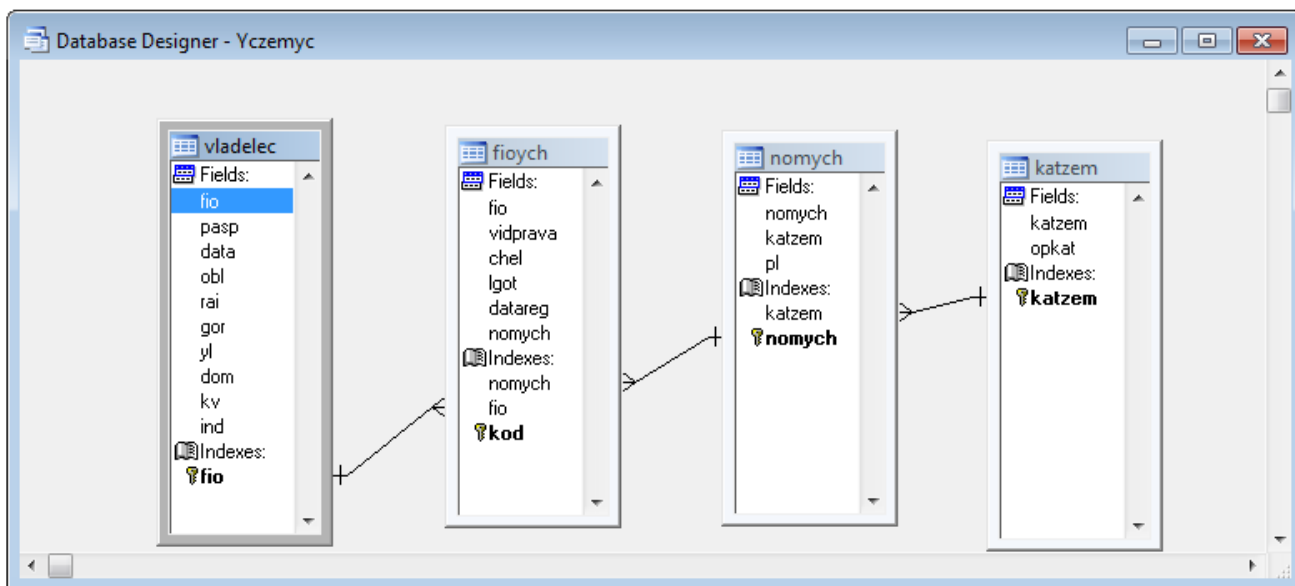 Database Designer - Yczemyc
vladelec
Fields:
fio
pasp
data
obl
rai
gor
yl
dom
kv
ind
Indexes:
fio
fioych
Fields:
fio
vidprava
chel
lgot
datareg
nomych
Indexes:
nomych
fio
kod
nomych
Fields:
nomych
katzem
pl
Indexes:
katzem
nomych
katzem
Fields:
katzem
opkat
Indexes:
katzem